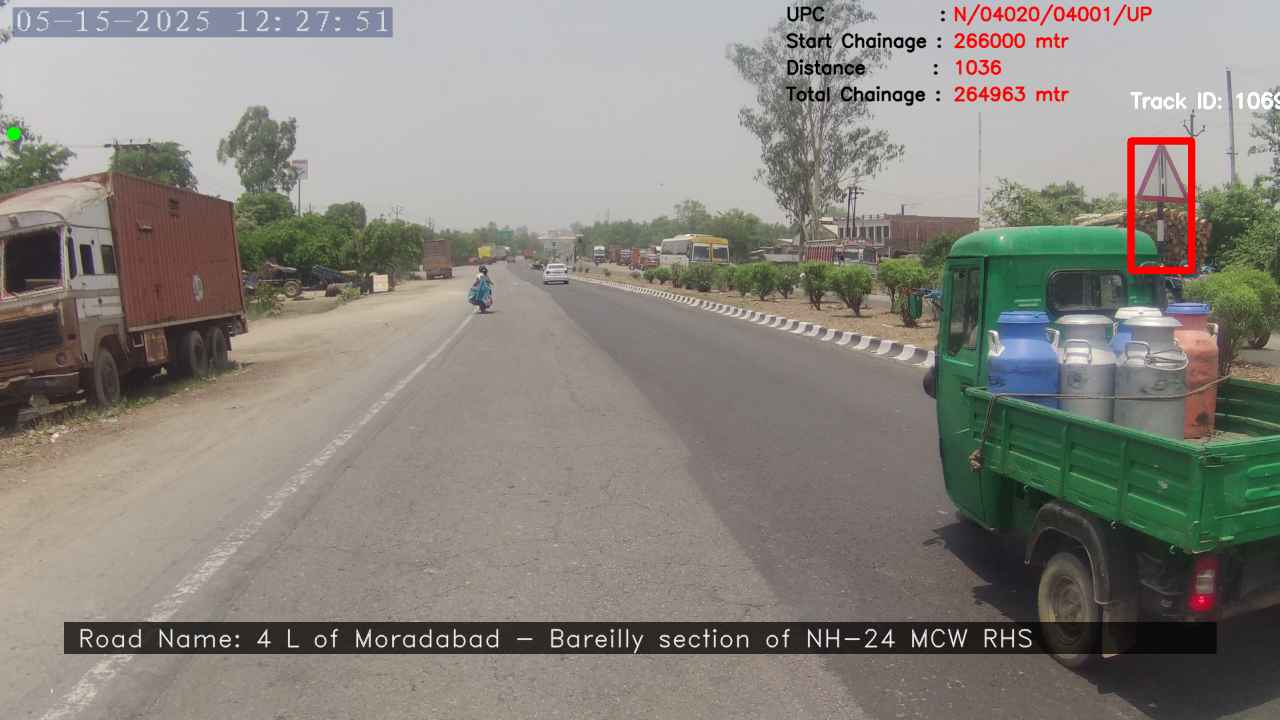 05-15-2025 12:27:51
UPC : N/04020/04001/UP
Start Chainage : 266000 mtr
Distance : 1036
Total Chainage : 264963 mtr
Track ID: 1069
Road Name: 4 L of Moradabad - Bareilly section of NH-24 MCW RHS